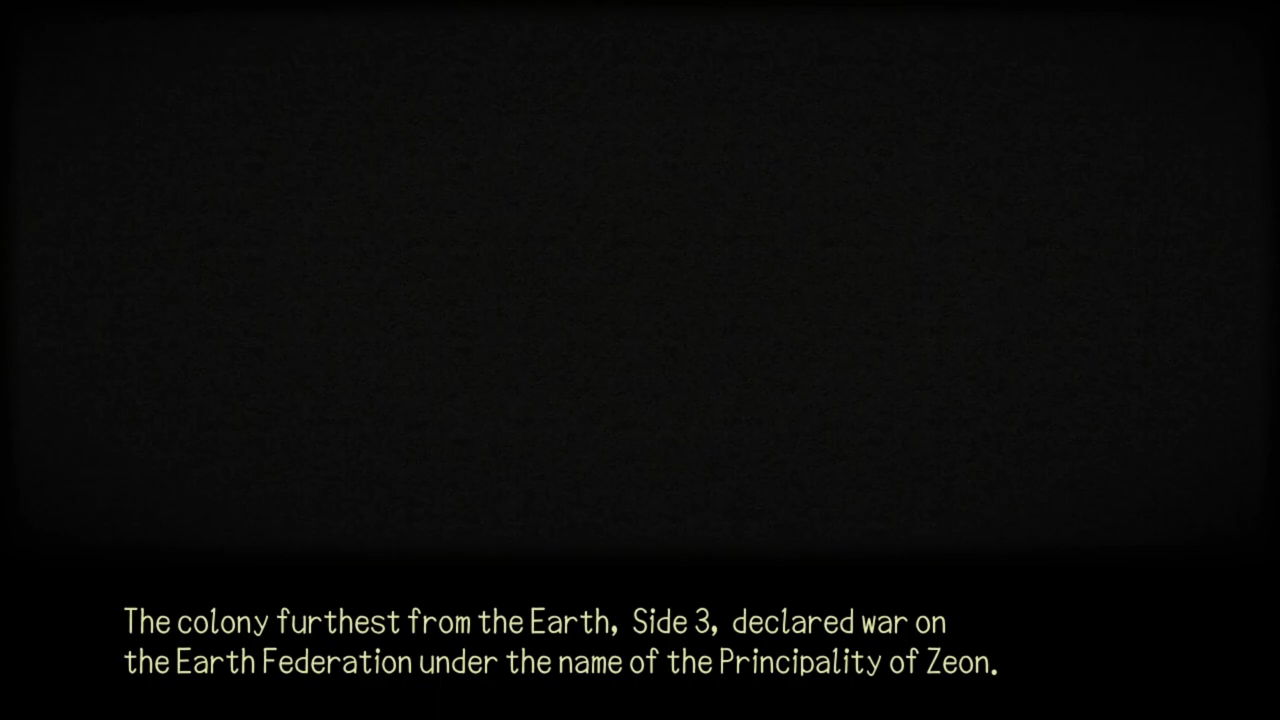 The colony furthest from the Earth, Side 3, declared war on
the Earth Federation under the name of the Principality of Zeon.